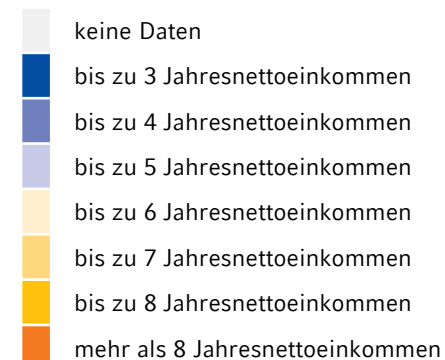 keine Daten
bis zu 3 Jahresnettoeinkommen
bis zu 4 Jahresnettoeinkommen
bis zu 5 Jahresnettoeinkommen
bis zu 6 Jahresnettoeinkommen
bis zu 7 Jahresnettoeinkommen
bis zu 8 Jahresnettoeinkommen
mehr als 8 Jahresnettoeinkommen